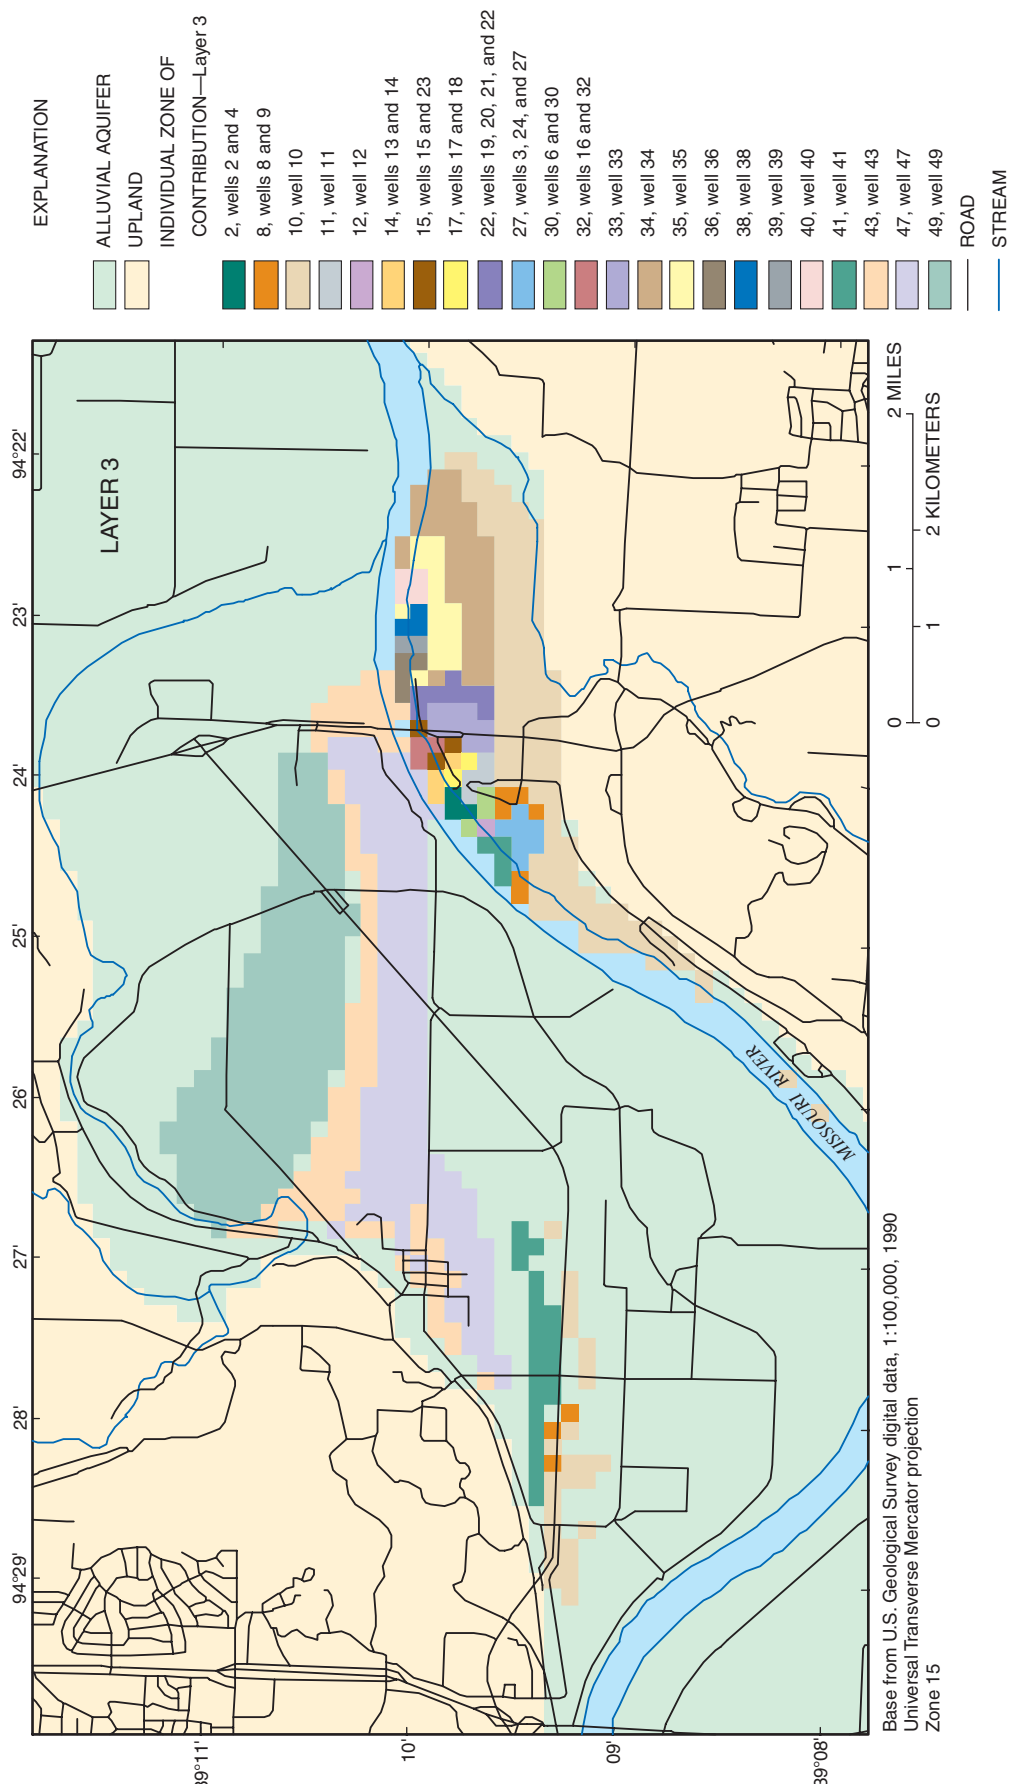 EXPLANATION
ALLUVIAL AQUIFER
UPLAND
INDIVIDUAL ZONE OF
CONTRIBUTION—Layer 3
2, wells 2 and 4
8, wells 8 and 9
10, well 10
11, well 11
12, well 12
14, wells 13 and 14
15, wells 15 and 23
17, wells 17 and 18
22, wells 19, 20, 21, and 22
27, wells 3, 24, and 27
30, wells 6 and 30
32, wells 16 and 32
33, well 33
34, well 34
35, well 35
36, well 36
38, well 38
39, well 39
40, well 40
41, well 41
43, well 43
47, well 47
49, well 49
ROAD
STREAM
94°29'
28'
27
26
25'
24
23
94°22'
LAYER 3
39°11'
10'
09'
39°08'
MISSOURI RIVER
0 1 2 MILES
0 1 2 KILOMETERS
Base from U.S. Geological Survey digital data, 1:100,000, 1990
Universal Transverse Mercator projection
Zone 15